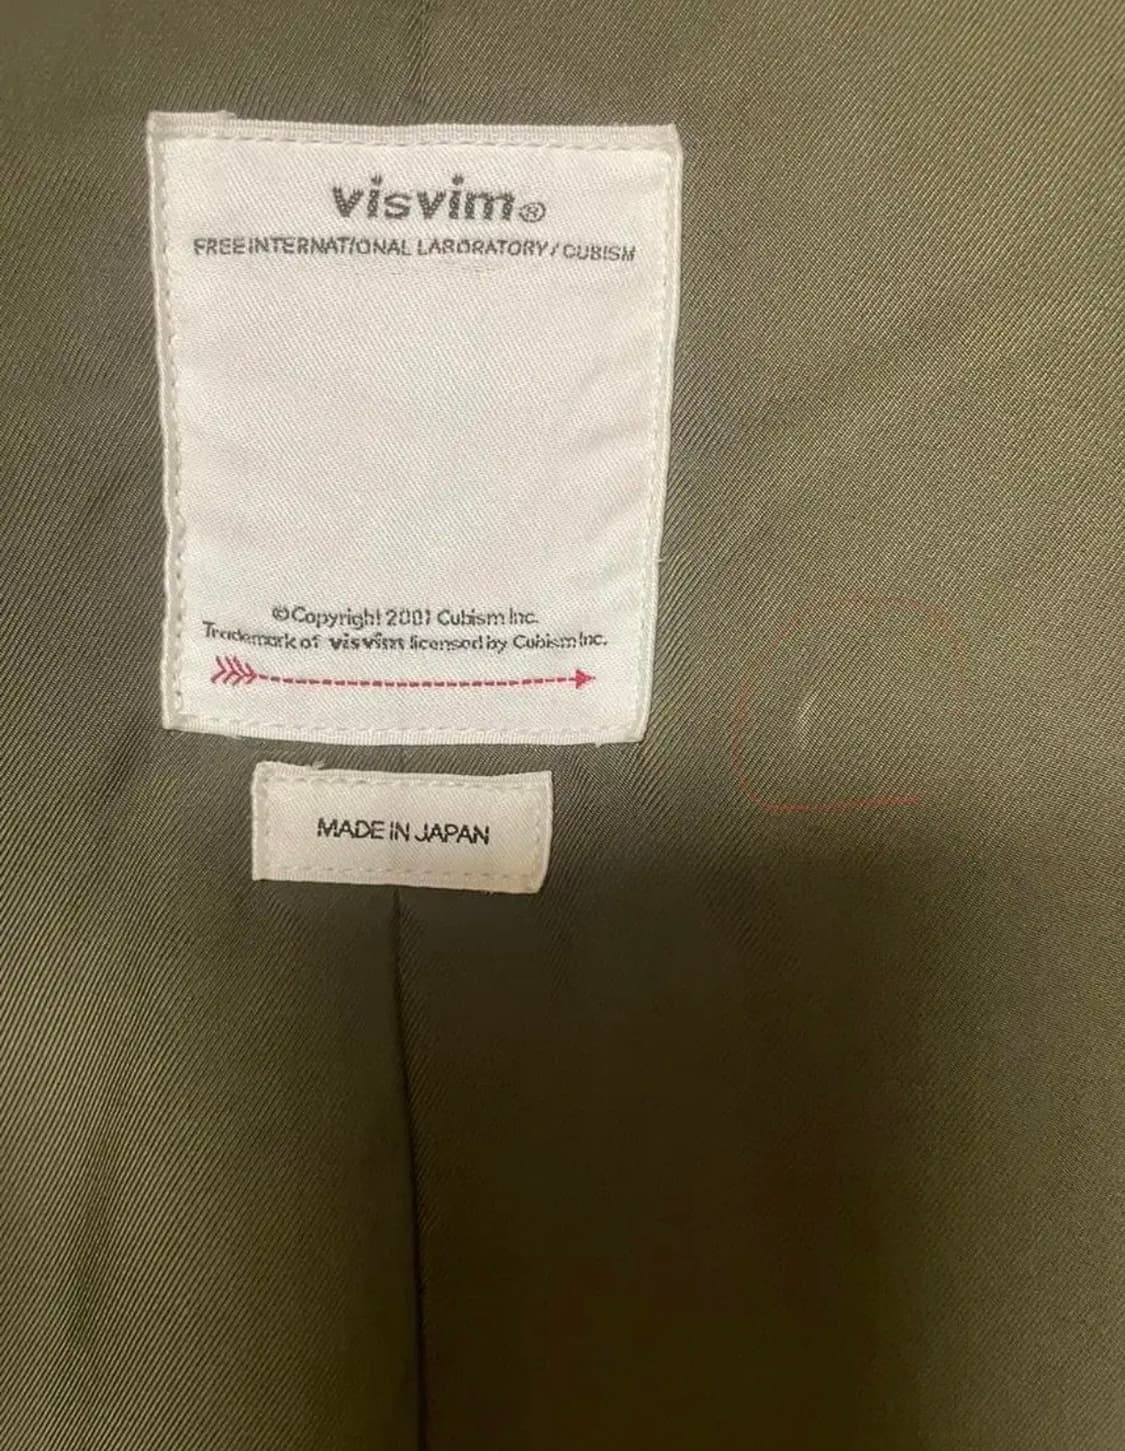 visvim®
FREE INTERNATIONAL LABORATORY / CUBISM
©Copyright 2001 Cubism Inc.
Trademark of visvim licensed by Cubism Inc.
MADE IN JAPAN